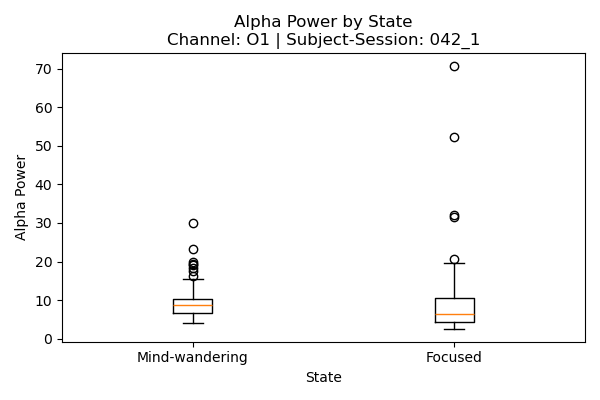 Alpha Power by State
Channel: O1 | Subject-Session: 042_1
70
60
50
40
30
20
10
0
Alpha Power
Mind-wandering
Focused
State